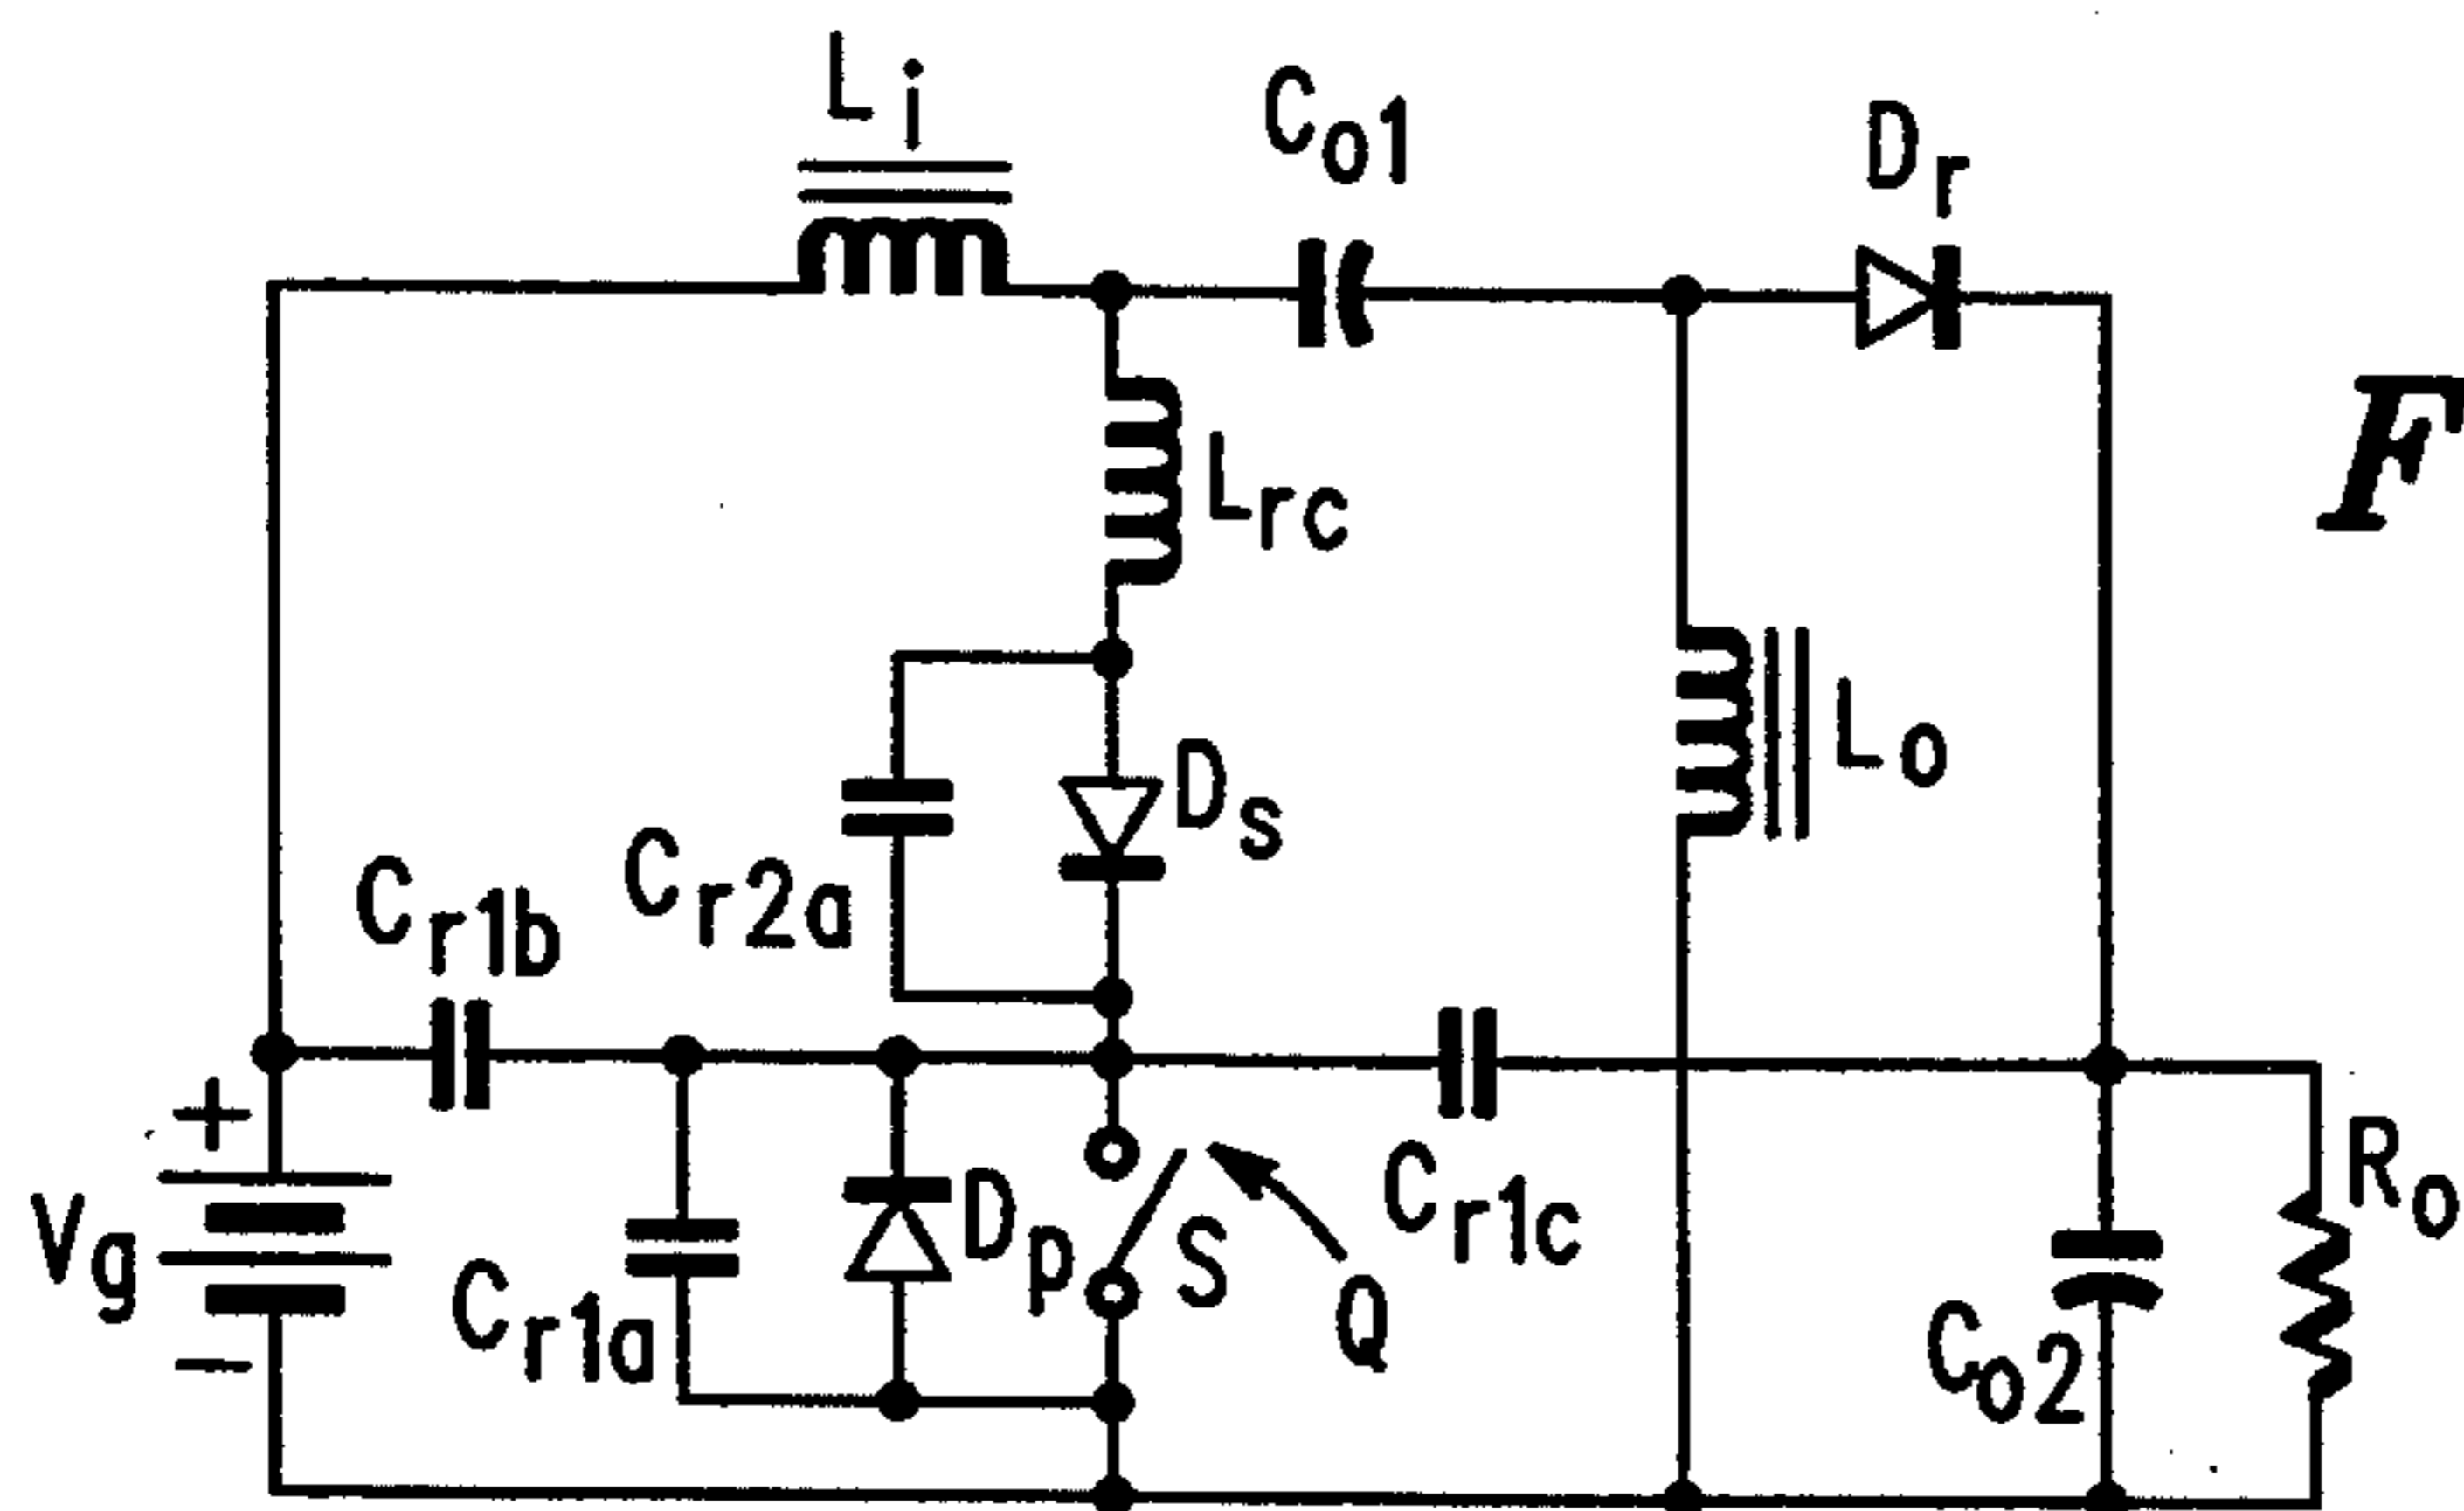 Li
Co1
Dr
F
Lrc
Lo
Ds
Cr1b
Cr2a
+
Vg
−
Cr1a
Dp
S
Q
Cr1c
Co2
Ro